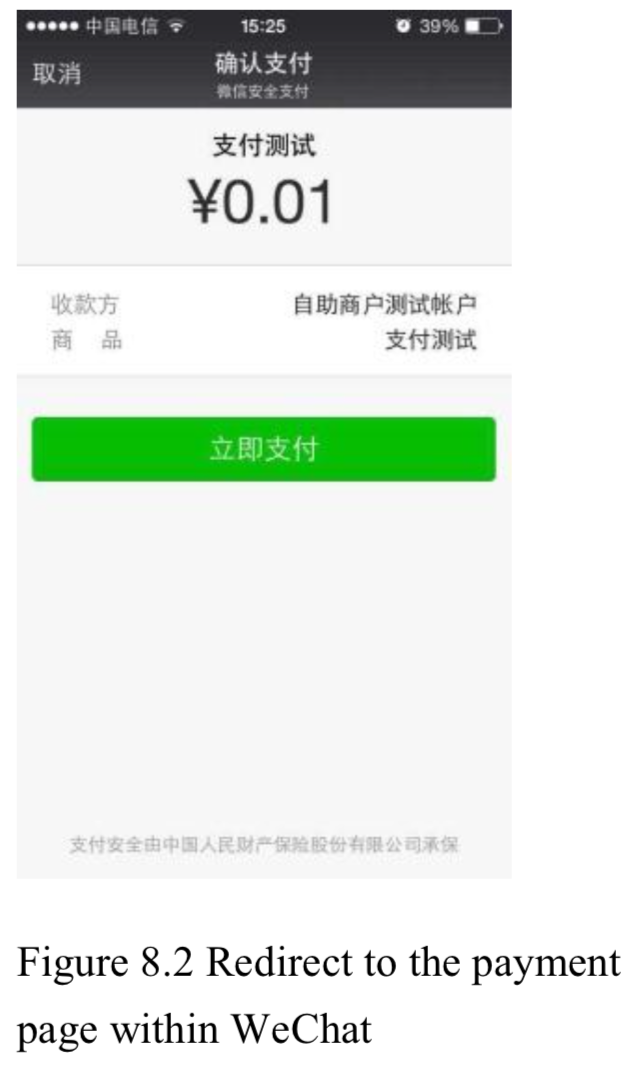 中国电信 15:25 39%
取消 确认支付
微信安全支付
支付测试
¥0.01
收款方 自助商户测试帐户
商 品 支付测试
立即支付
支付安全由中国人民财产保险股份有限公司承保
Figure 8.2 Redirect to the payment
page within WeChat